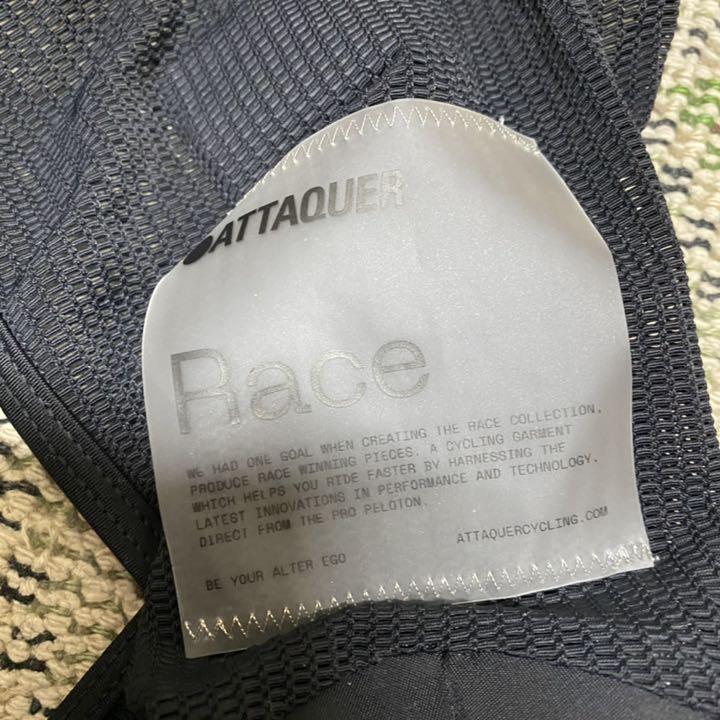 ATTAQUER
Race
WE HAD ONE GOAL WHEN CREATING THE RACE COLLECTION.
PRODUCE RACE WINNING PIECES. A CYCLING GARMENT
WHICH HELPS YOU RIDE FASTER BY HARNESSING THE
LATEST INNOVATIONS IN PERFORMANCE AND TECHNOLOGY.
DIRECT FROM THE PRO PELOTON.
BE YOUR ALTER EGO
ATTAQUERCYCLING.COM